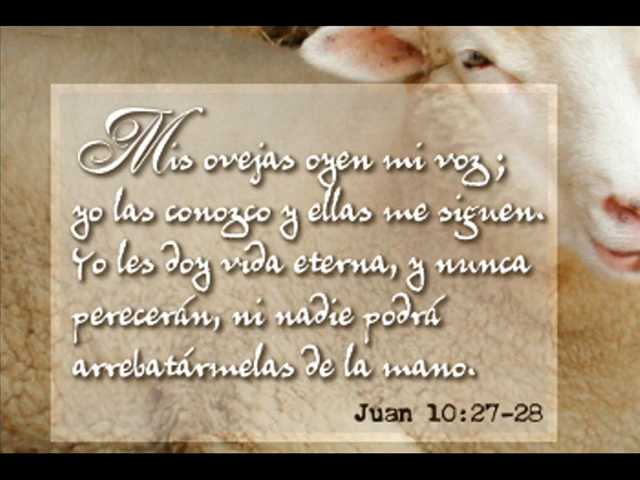 Mis ovejas oyen mi voz;
yo las conozco y ellas me siguen.
Yo les doy vida eterna, y nunca
perecerán, ni nadie podrá
arrebatármelas de la mano.
Juan 10:27-28